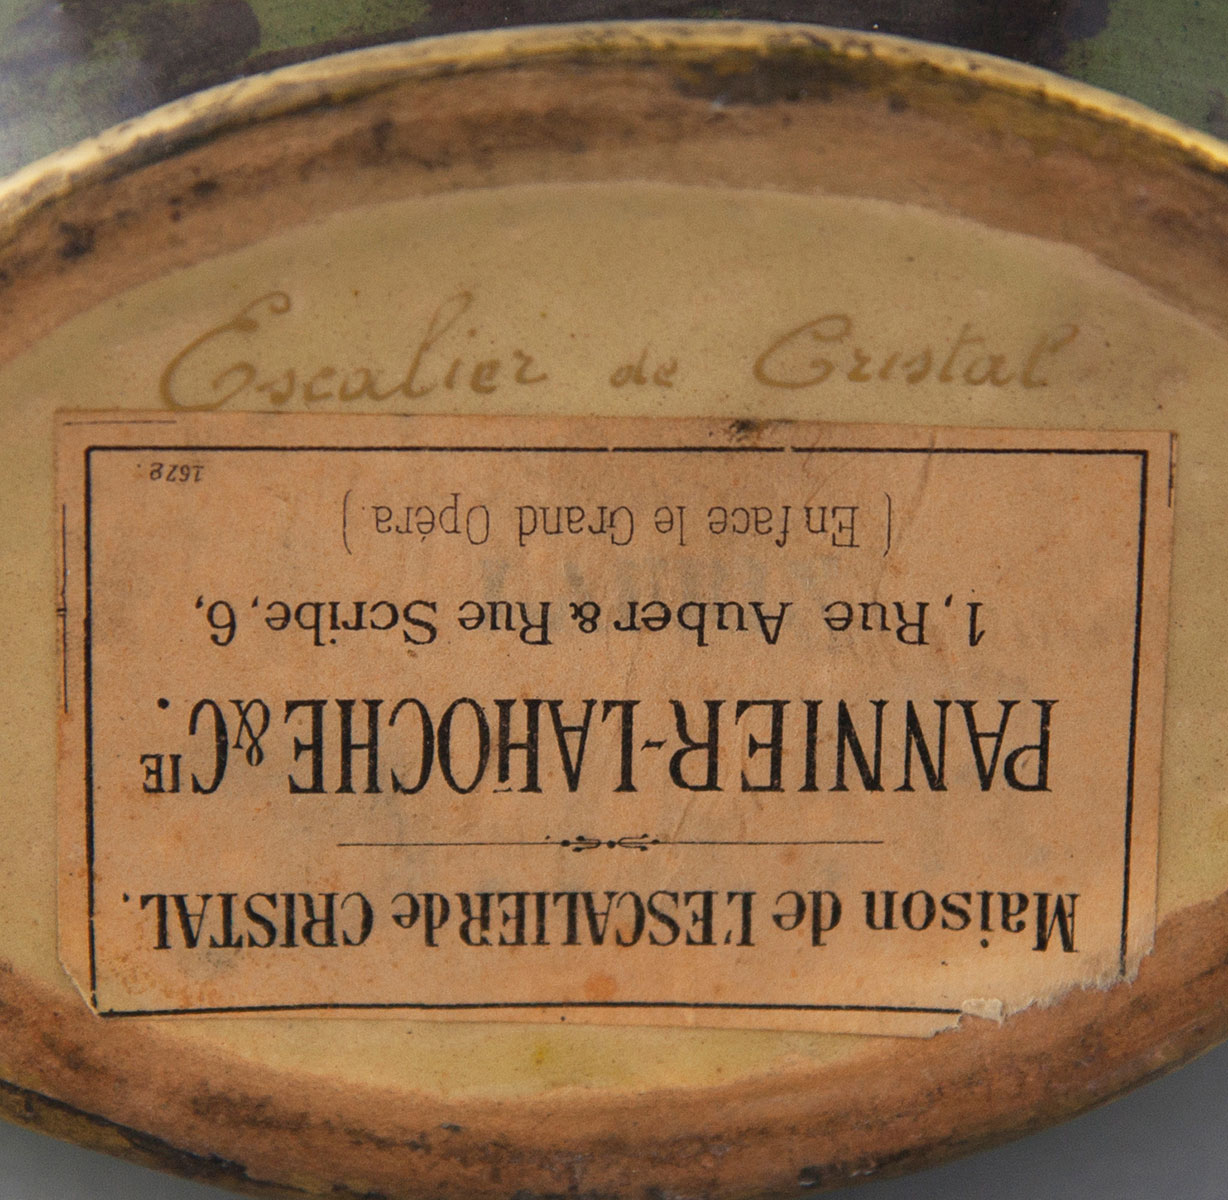 Escalier de Cristal
Maison de L'ESCALIER de CRISTAL.
PANNIER-LAHOCHE & CIE.
1, Rue Auber & Rue Scribe, 6,
( En face le Grand Opéra )
1678.